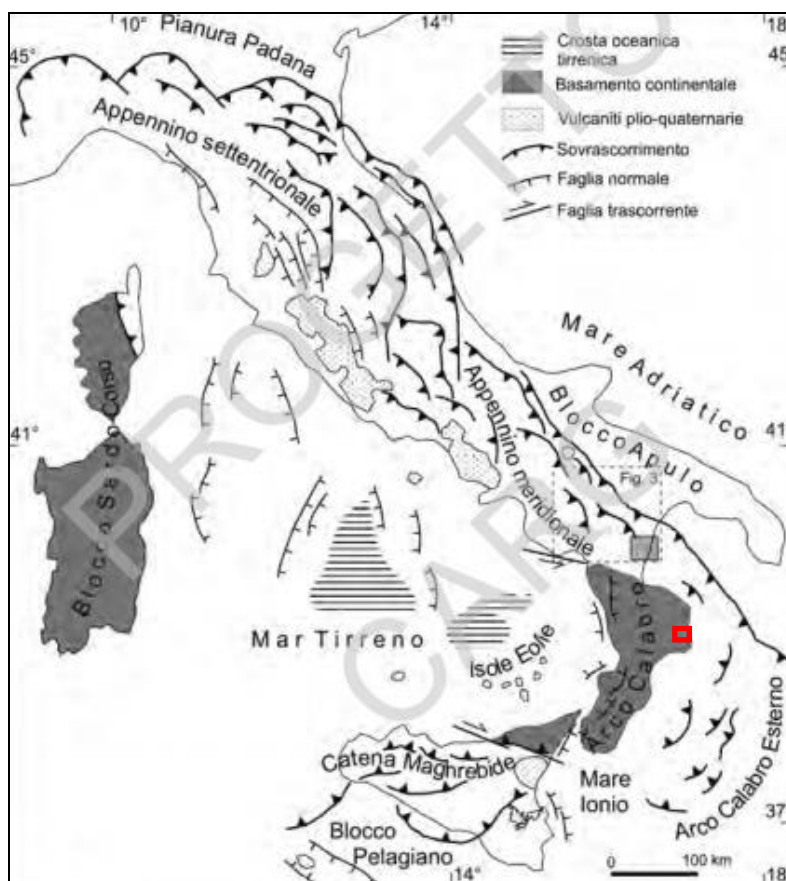 10°
14°
18
45°
45
Pianura Padana
Crosta oceanica
tirrenica
Basamento continentale
Vulcaniti plio-quaternarie
Sovrascorrimento
Faglia normale
Faglia trascorrente
Appennino settentrionale
PROGETTO
CARG
Mare Adriatico
Blocco Apulo
Appennino meridionale
Fig. 3
41°
41
Blocco Sardo Corso
Mar Tirreno
Isole Eolie
Arco Calabro
Arco Calabro Esterno
Catena Maghrebide
Mare
Ionio
37
Blocco
Pelagiano
0 100 km
14°
18